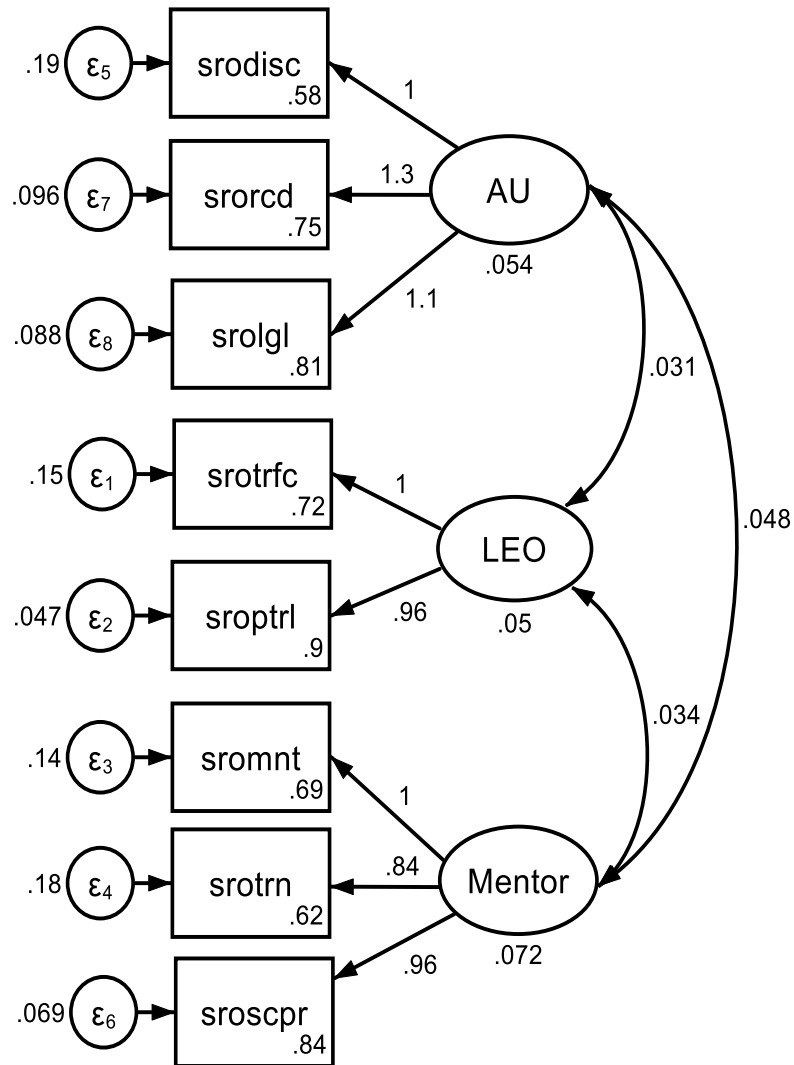 .19 ε5 srodisc .58
1
.096 ε7 srorcd .75
1.3
AU
.054
.088 ε8 srolgl .81
1.1
.031
.15 ε1 srotrfc .72
1
LEO
.05
.048
.047 ε2 sroptrl .9
.96
.034
.14 ε3 sromnt .69
1
.18 ε4 srotrn .62
.84
Mentor
.072
.069 ε6 sroscpr .84
.96